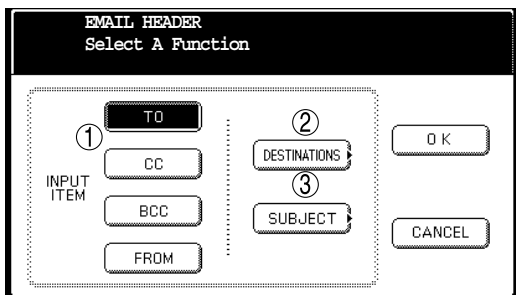 EMAIL HEADER
Select A Function
① TO
② 
DESTINATIONS
OK
CC
INPUT
ITEM
③
BCC
SUBJECT
CANCEL
FROM